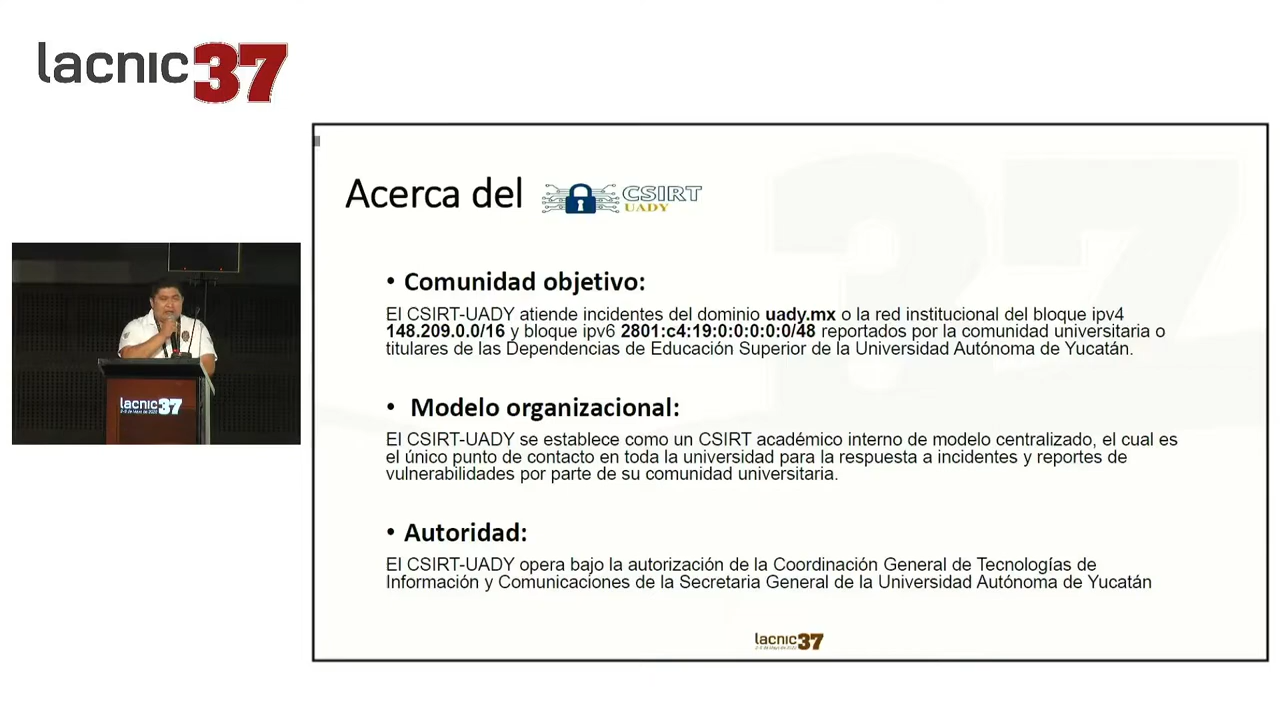 lacnic37
Acerca del
CSIRT
UADY
• Comunidad objetivo:
El CSIRT-UADY atiende incidentes del dominio uady.mx o la red institucional del bloque ipv4
148.209.0.0/16 y bloque ipv6 2801:c4:19:0:0:0:0:0/48 reportados por la comunidad universitaria o
titulares de las Dependencias de Educación Superior de la Universidad Autónoma de Yucatán.
• Modelo organizacional:
El CSIRT-UADY se establece como un CSIRT académico interno de modelo centralizado, el cual es
el único punto de contacto en toda la universidad para la respuesta a incidentes y reportes de
vulnerabilidades por parte de su comunidad universitaria.
• Autoridad:
El CSIRT-UADY opera bajo la autorización de la Coordinación General de Tecnologías de
Información y Comunicaciones de la Secretaria General de la Universidad Autónoma de Yucatán
lacnic37
lacnic37